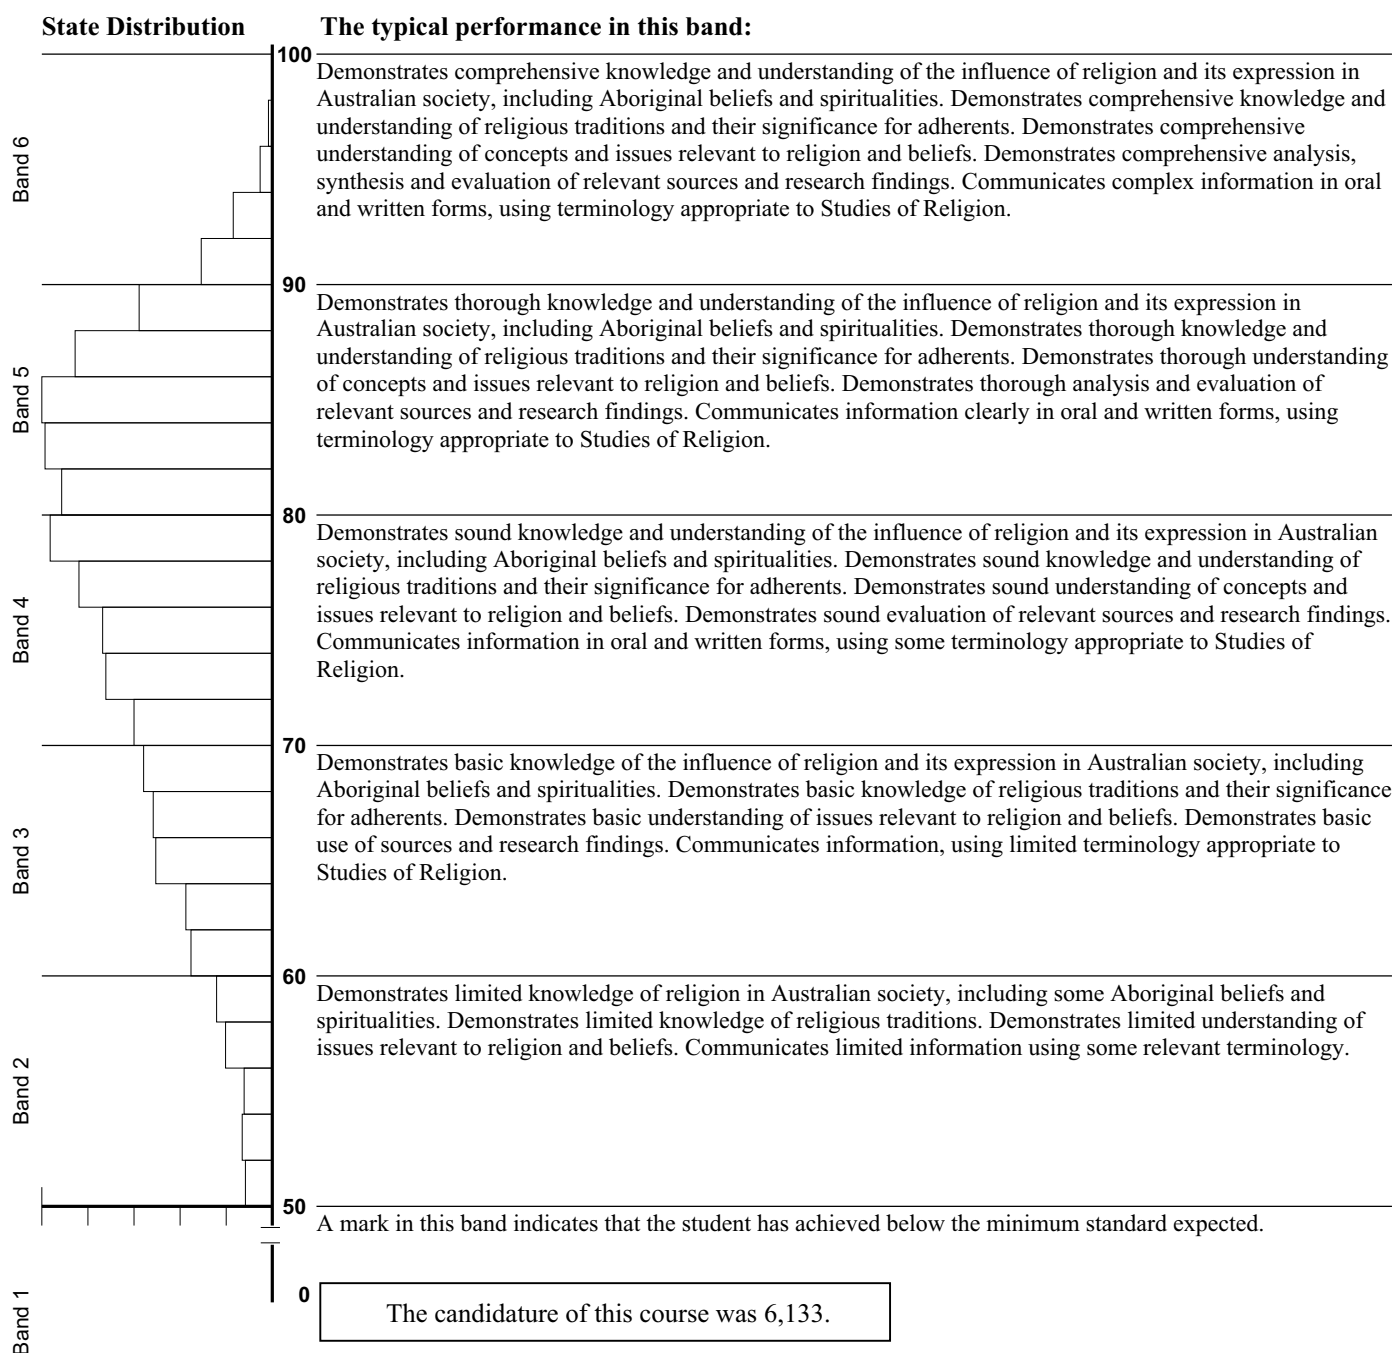 State Distribution
The typical performance in this band:
100
Band 6
Demonstrates comprehensive knowledge and understanding of the influence of religion and its expression in
Australian society, including Aboriginal beliefs and spiritualities. Demonstrates comprehensive knowledge and
understanding of religious traditions and their significance for adherents. Demonstrates comprehensive
understanding of concepts and issues relevant to religion and beliefs. Demonstrates comprehensive analysis,
synthesis and evaluation of relevant sources and research findings. Communicates complex information in oral
and written forms, using terminology appropriate to Studies of Religion.
90
Band 5
Demonstrates thorough knowledge and understanding of the influence of religion and its expression in
Australian society, including Aboriginal beliefs and spiritualities. Demonstrates thorough knowledge and
understanding of religious traditions and their significance for adherents. Demonstrates thorough understanding
of concepts and issues relevant to religion and beliefs. Demonstrates thorough analysis and evaluation of
relevant sources and research findings. Communicates information clearly in oral and written forms, using
terminology appropriate to Studies of Religion.
80
Band 4
Demonstrates sound knowledge and understanding of the influence of religion and its expression in Australian
society, including Aboriginal beliefs and spiritualities. Demonstrates sound knowledge and understanding of
religious traditions and their significance for adherents. Demonstrates sound understanding of concepts and
issues relevant to religion and beliefs. Demonstrates sound evaluation of relevant sources and research findings.
Communicates information in oral and written forms, using some terminology appropriate to Studies of
Religion.
70
Band 3
Demonstrates basic knowledge of the influence of religion and its expression in Australian society, including
Aboriginal beliefs and spiritualities. Demonstrates basic knowledge of religious traditions and their significance
for adherents. Demonstrates basic understanding of issues relevant to religion and beliefs. Demonstrates basic
use of sources and research findings. Communicates information, using limited terminology appropriate to
Studies of Religion.
60
Band 2
Demonstrates limited knowledge of religion in Australian society, including some Aboriginal beliefs and
spiritualities. Demonstrates limited knowledge of religious traditions. Demonstrates limited understanding of
issues relevant to religion and beliefs. Communicates limited information using some relevant terminology.
50
A mark in this band indicates that the student has achieved below the minimum standard expected.
Band 1
0
The candidature of this course was 6,133.